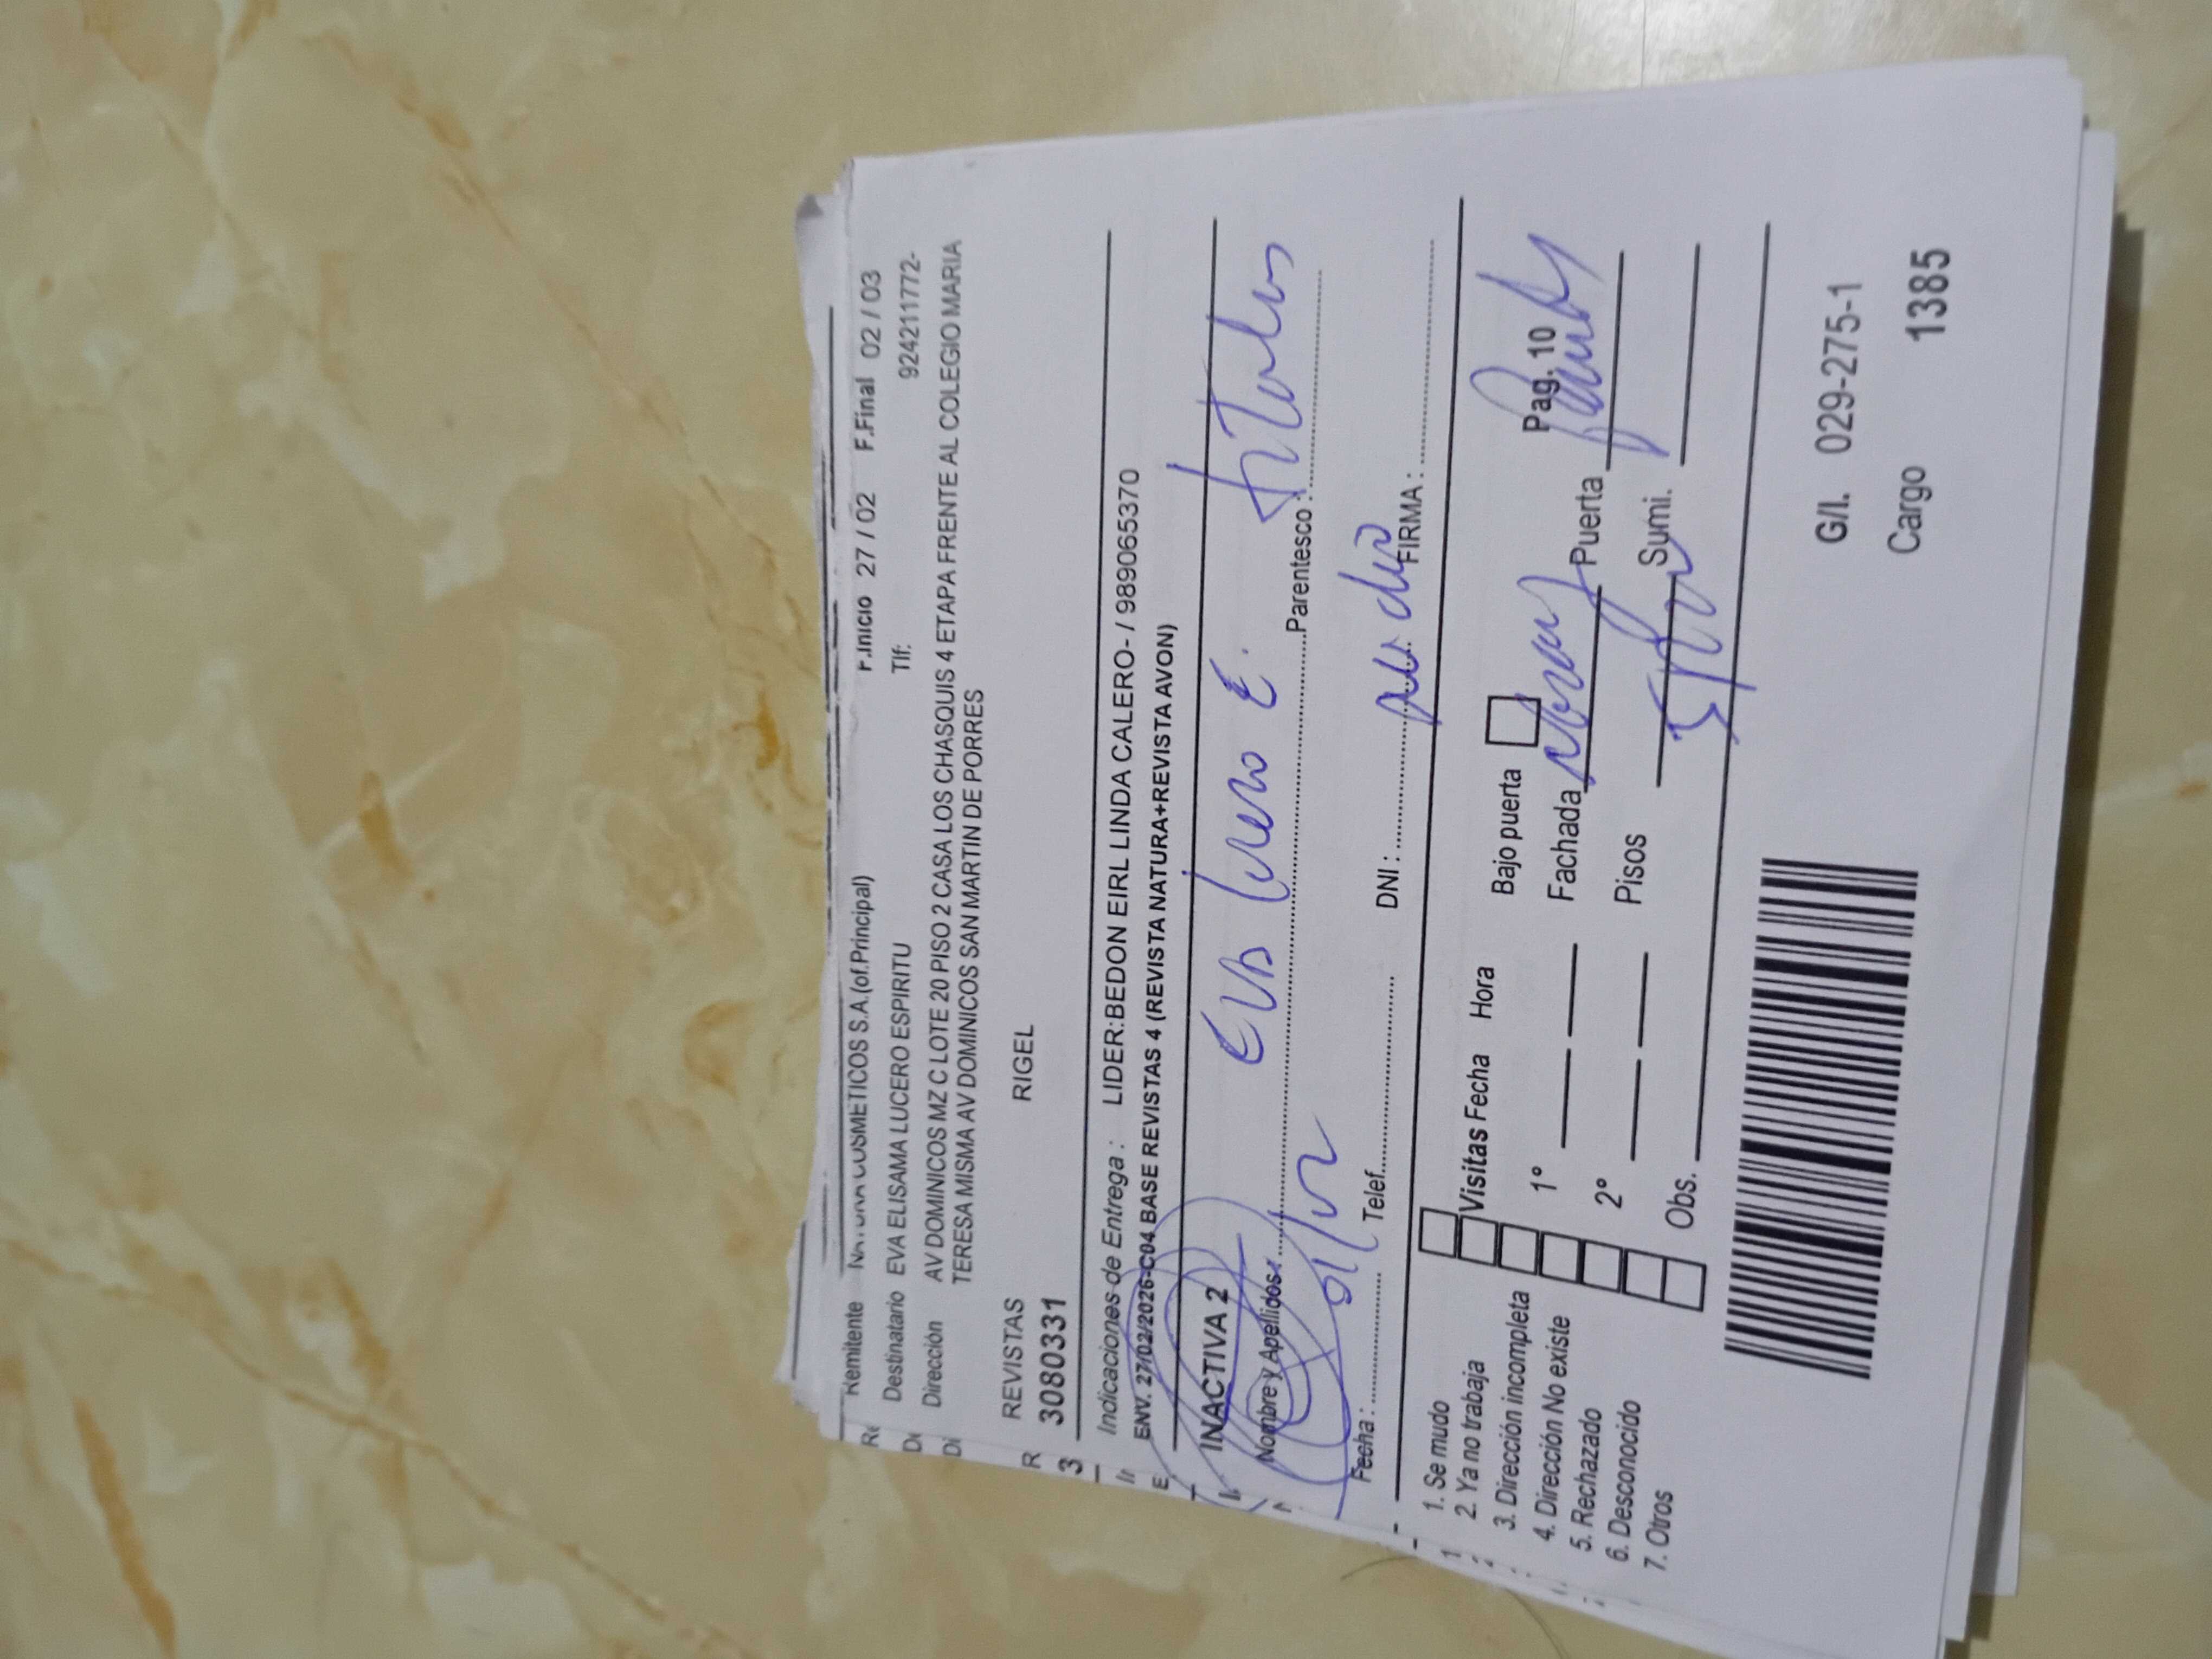 Remitente NATURA COSMETICOS S.A.(of.Principal) F.Inicio 27 / 02 F.Final 02 / 03
Destinatario EVA ELISAMA LUCERO ESPIRITU Tlf: 924211772-
Dirección AV DOMINICOS MZ C LOTE 20 PISO 2 CASA LOS CHASQUIS 4 ETAPA FRENTE AL COLEGIO MARIA
TERESA MISMA AV DOMINICOS SAN MARTIN DE PORRES
REVISTAS RIGEL
3080331
Indicaciones de Entrega : LIDER:BEDON EIRL LINDA CALERO- / 989065370
ENV. 27/02/2026-C04 BASE REVISTAS 4 (REVISTA NATURA+REVISTA AVON)
INACTIVA 2
Eva Lucero E. Titular
Nombre y Apellidos: Parentesco :
Fecha : Telef. DNI : FIRMA :
1. Se mudo
2. Ya no trabaja
3. Dirección incompleta
4. Dirección No existe
5. Rechazado
6. Desconocido
7. Otros
Visitas Fecha Hora Bajo puerta Pag. 10
1º Fachada Puerta
2º Pisos Sumi.
Obs.
G/I. 029-275-1
Cargo 1385